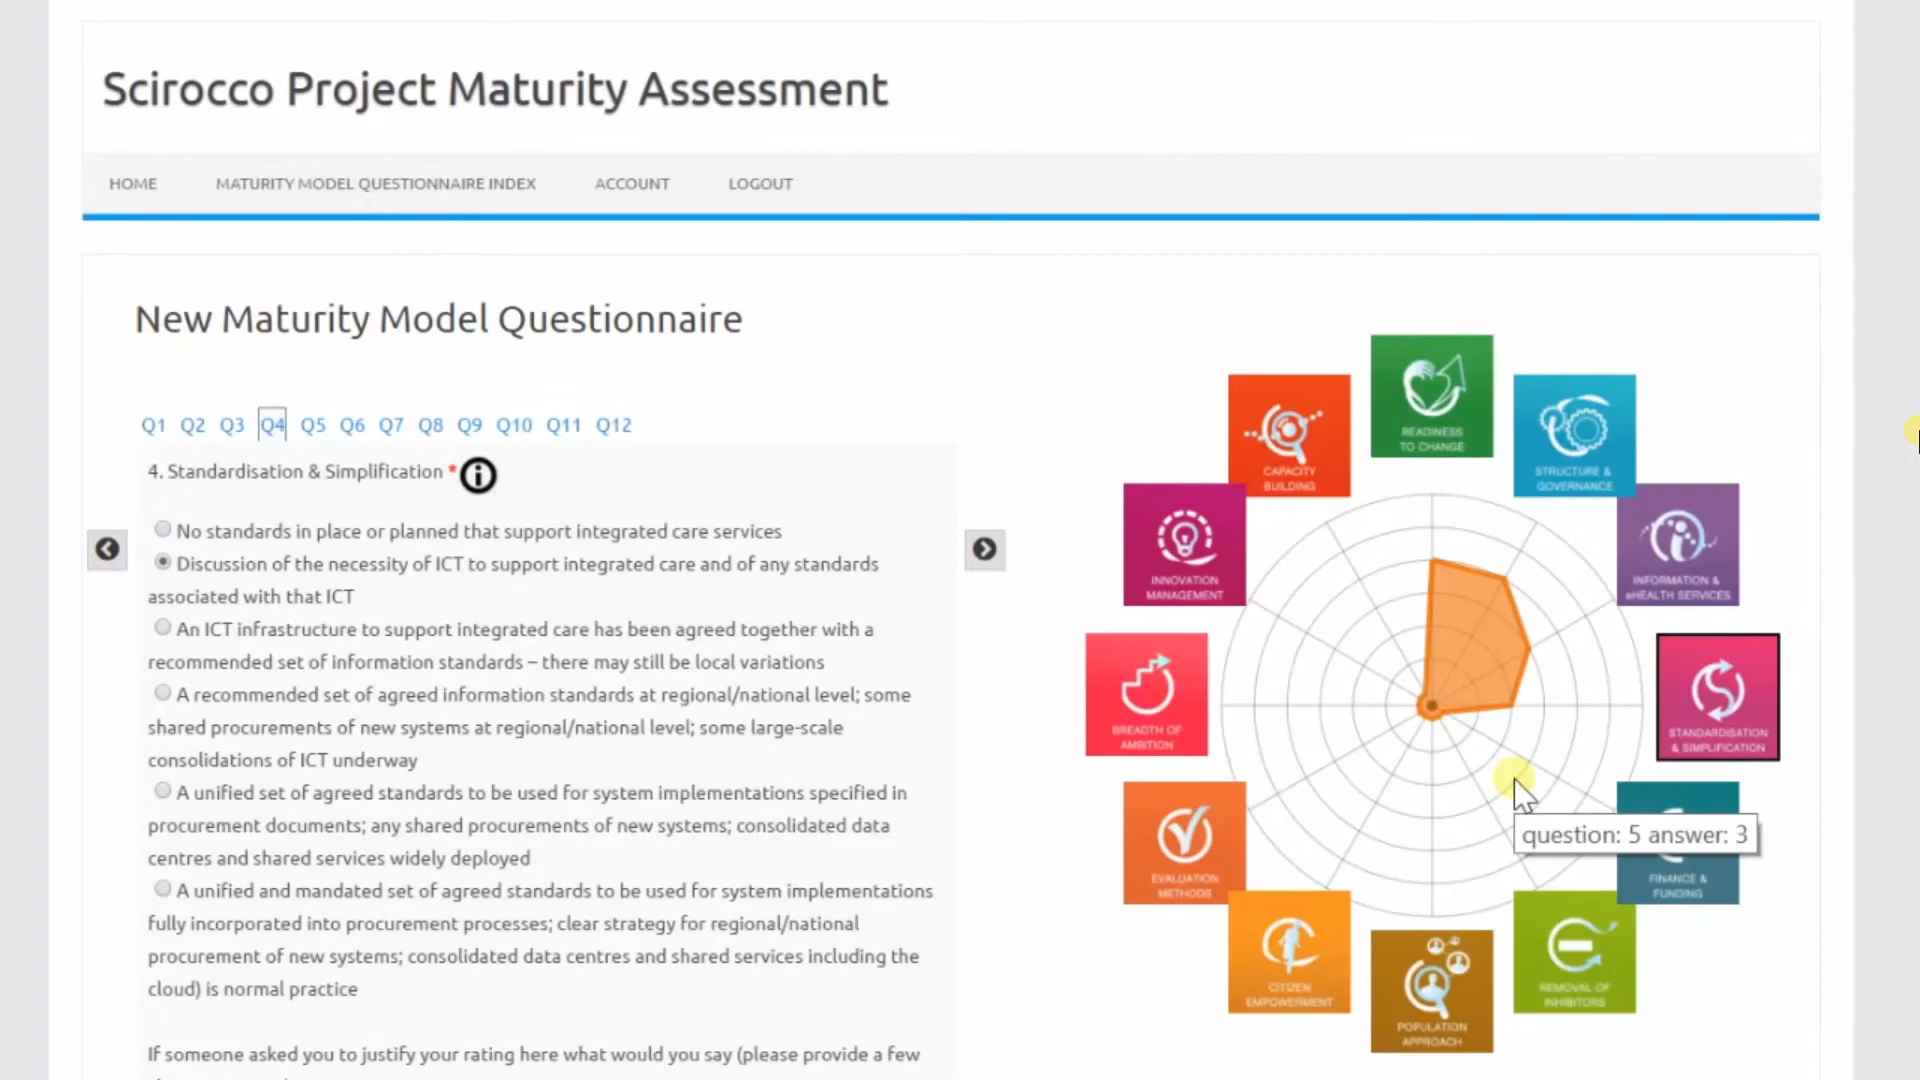 Scirocco Project Maturity Assessment
HOME MATURITY MODEL QUESTIONNAIRE INDEX ACCOUNT LOGOUT
New Maturity Model Questionnaire
Q1 Q2 Q3 Q4 Q5 Q6 Q7 Q8 Q9 Q10 Q11 Q12
4. Standardisation & Simplification *
No standards in place or planned that support integrated care services
Discussion of the necessity of ICT to support integrated care and of any standards
associated with that ICT
An ICT infrastructure to support integrated care has been agreed together with a
recommended set of information standards – there may still be local variations
A recommended set of agreed information standards at regional/national level; some
shared procurements of new systems at regional/national level; some large-scale
consolidations of ICT underway
A unified set of agreed standards to be used for system implementations specified in
procurement documents; any shared procurements of new systems; consolidated data
centres and shared services widely deployed
A unified and mandated set of agreed standards to be used for system implementations
fully incorporated into procurement processes; clear strategy for regional/national
procurement of new systems; consolidated data centres and shared services including the
cloud) is normal practice
If someone asked you to justify your rating here what would you say (please provide a few
READINESS
TO CHANGE
STRUCTURE &
GOVERNANCE
INFORMATION &
eHEALTH SERVICES
STANDARDISATION
& SIMPLIFICATION
question: 5 answer: 3
FINANCE &
FUNDING
REMOVAL OF
INHIBITORS
POPULATION
APPROACH
CITIZEN
EMPOWERMENT
EVALUATION
METHODS
BREADTH OF
AMBITION
INNOVATION
MANAGEMENT
CAPACITY
BUILDING